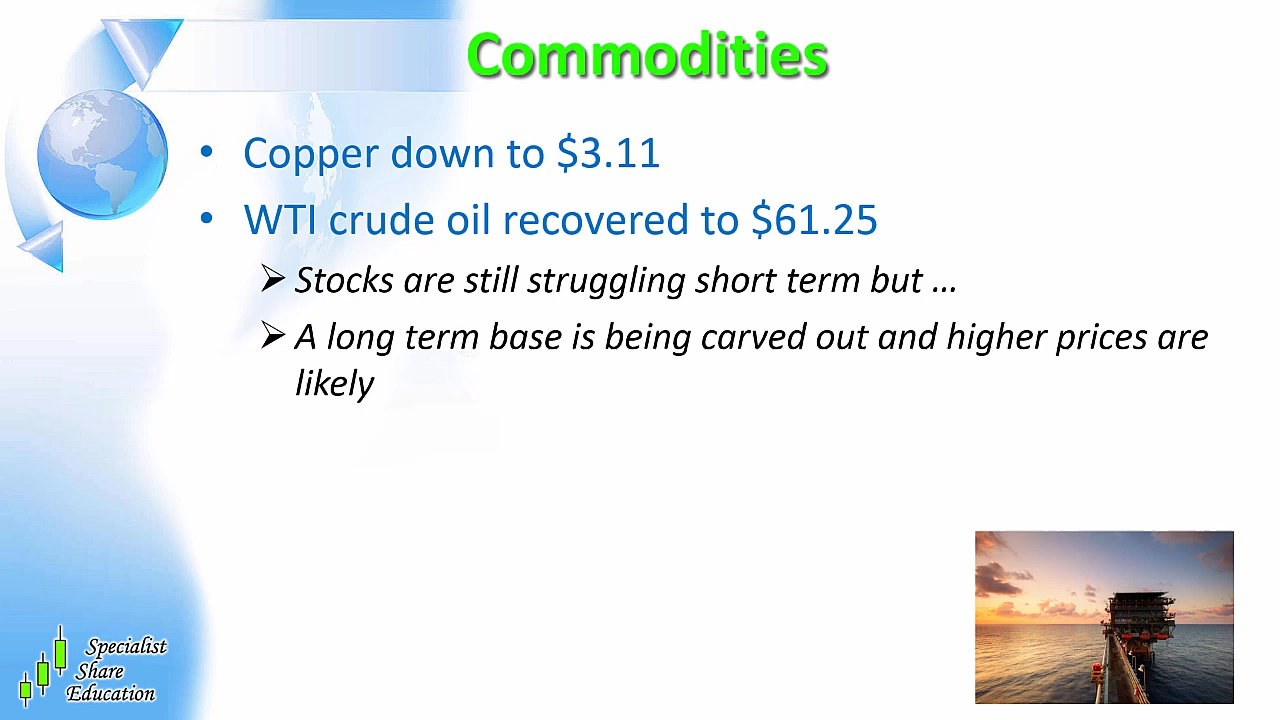 Commodities
• Copper down to $3.11
• WTI crude oil recovered to $61.25
➢ Stocks are still struggling short term but …
➢ A long term base is being carved out and higher prices are
likely
Specialist
Share
Education